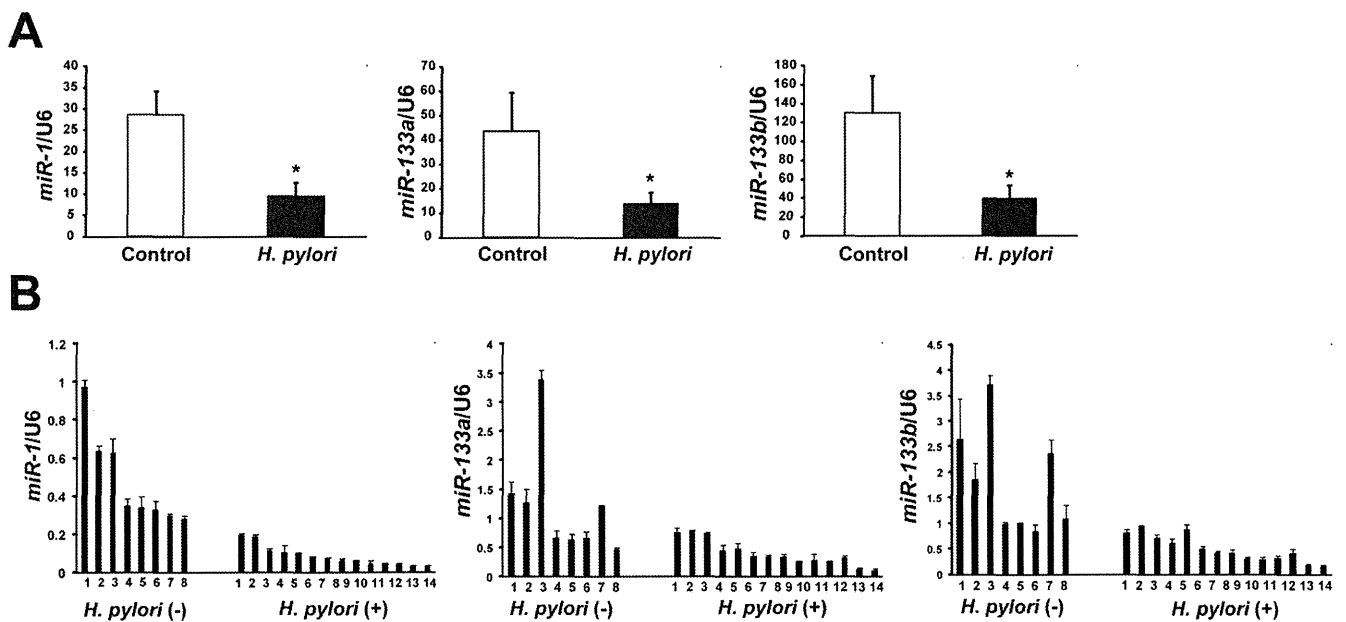 A
miR-1/U6
40
35
30
25
20
15
10
5
0
*
Control H. pylori
miR-133a/U6
70
60
50
40
30
20
10
0
*
Control H. pylori
miR-133b/U6
180
160
140
120
100
80
60
40
20
0
*
Control H. pylori
B
miR-1/U6
1.2
1
0.8
0.6
0.4
0.2
0
1 2 3 4 5 6 7 8
1 2 3 4 5 6 7 8 9 10 11 12 13 14
H. pylori (-) H. pylori (+)
miR-133a/U6
4
3.5
3
2.5
2
1.5
1
0.5
0
1 2 3 4 5 6 7 8
1 2 3 4 5 6 7 8 9 10 11 12 13 14
H. pylori (-) H. pylori (+)
miR-133b/U6
4.5
4
3.5
3
2.5
2
1.5
1
0.5
0
1 2 3 4 5 6 7 8
1 2 3 4 5 6 7 8 9 10 11 12 13 14
H. pylori (-) H. pylori (+)